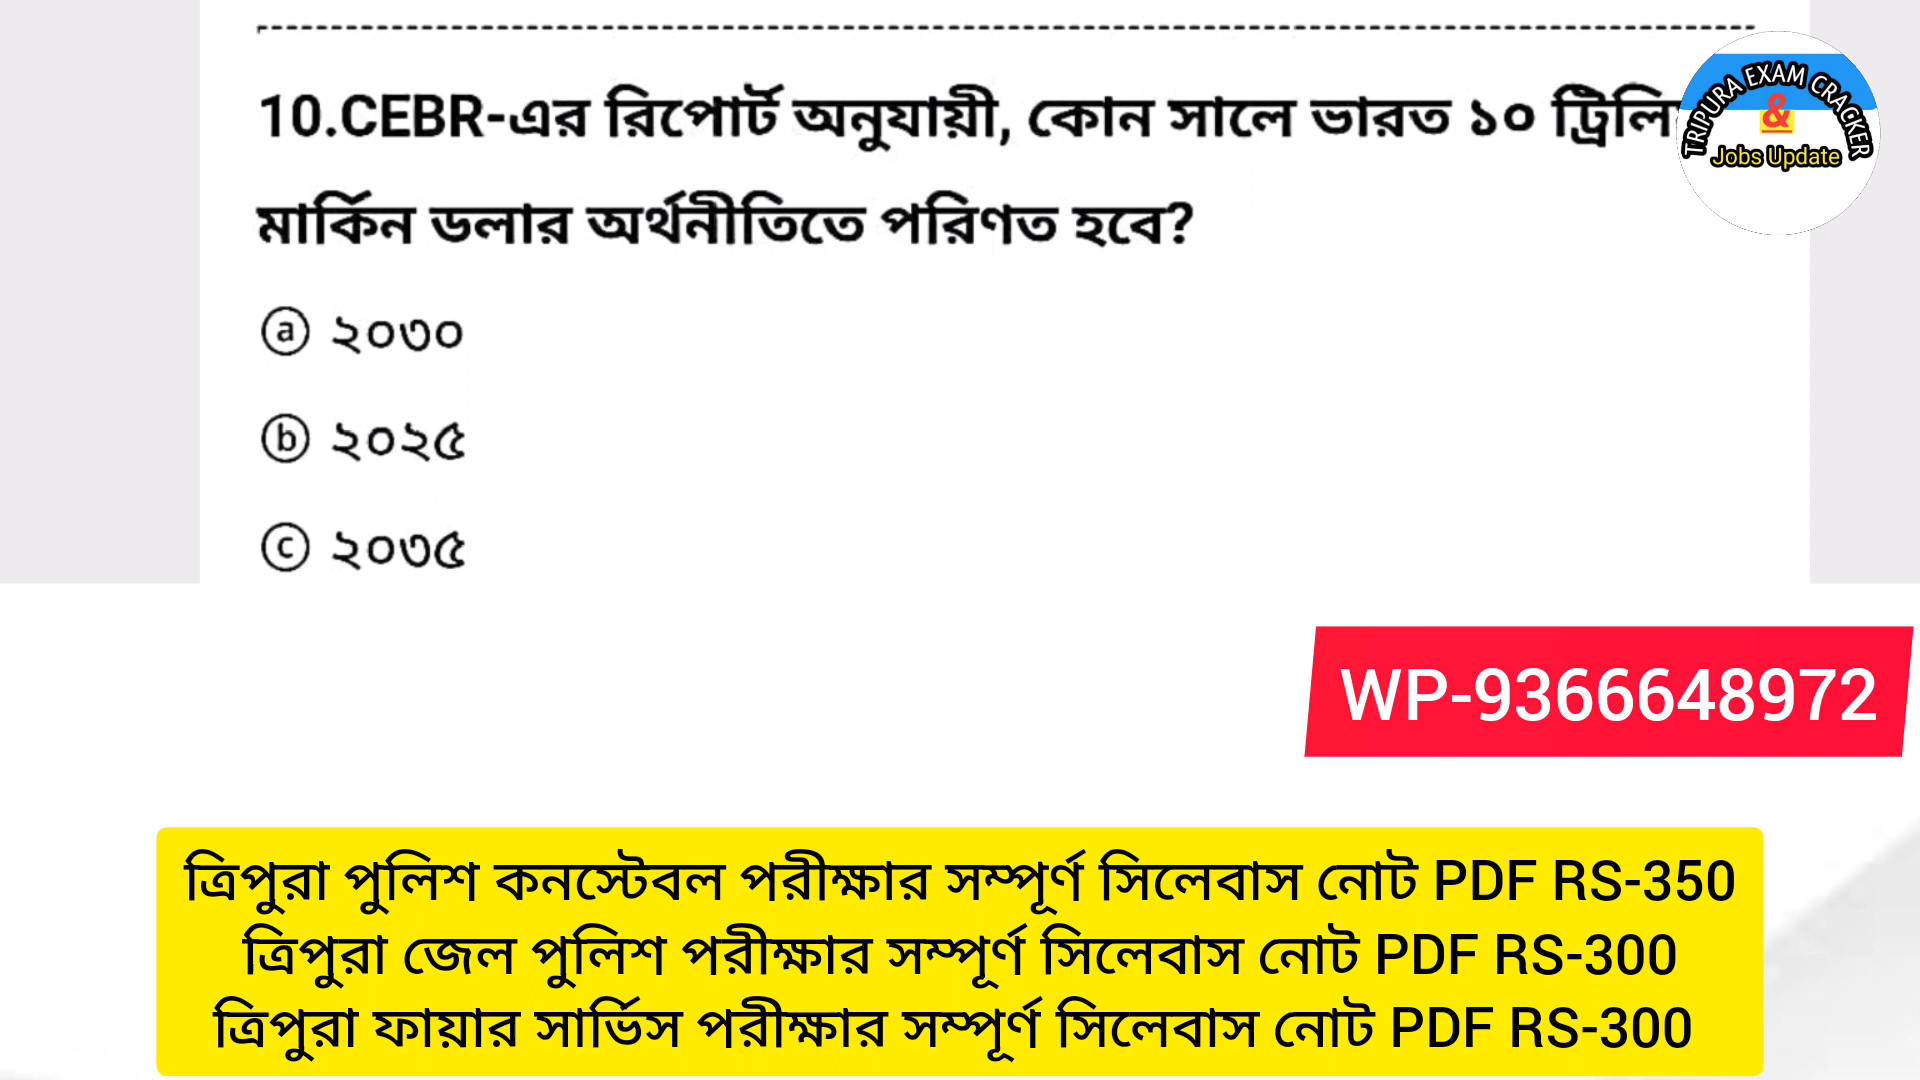 10.CEBR-এর রিপোর্ট অনুযায়ী, কোন সালে ভারত ১০
মার্কিন ডলার অর্থনীতিতে পরিণত হবে?
ⓐ ২০৩০
ⓑ ২০২৫
ⓒ ২০৩৫
TRIPURA EXAM CRACKER
&
Jobs Update
WP-9366648972
ত্রিপুরা পুলিশ কনস্টেবল পরীক্ষার সম্পূর্ণ সিলেবাস নোট PDF RS-350
ত্রিপুরা জেল পুলিশ পরীক্ষার সম্পূর্ণ সিলেবাস নোট PDF RS-300
ত্রিপুরা ফায়ার সার্ভিস পরীক্ষার সম্পূর্ণ সিলেবাস নোট PDF RS-300